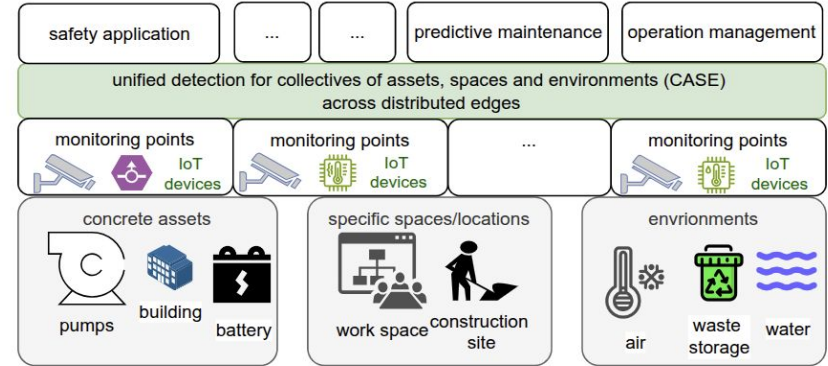 safety application
...
...
predictive maintenance
operation management
unified detection for collectives of assets, spaces and environments (CASE)
across distributed edges
monitoring points
IoT
devices
monitoring points
IoT
devices
...
monitoring points
IoT
devices
concrete assets
C
pumps
building
battery
specific spaces/locations
work space
construction
site
envrionments
air
waste
storage
water